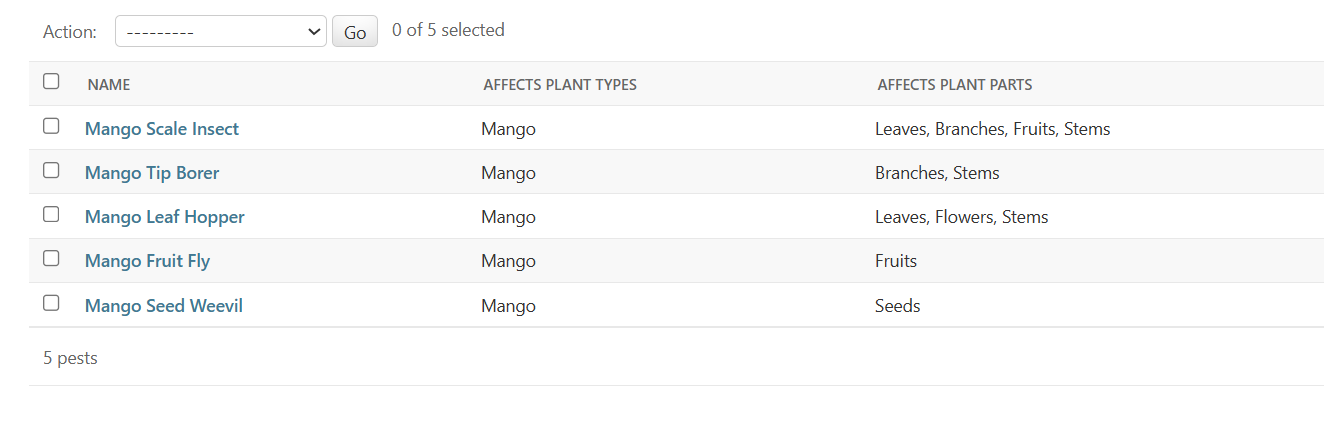 Action: --------- Go 0 of 5 selected
NAME AFFECTS PLANT TYPES AFFECTS PLANT PARTS
Mango Scale Insect Mango Leaves, Branches, Fruits, Stems
Mango Tip Borer Mango Branches, Stems
Mango Leaf Hopper Mango Leaves, Flowers, Stems
Mango Fruit Fly Mango Fruits
Mango Seed Weevil Mango Seeds
5 pests